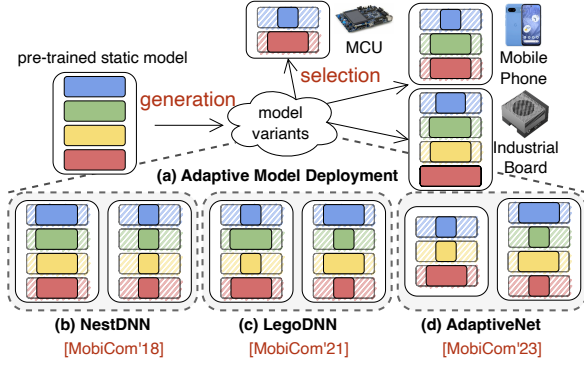 pre-trained static model
generation
model
variants
selection
MCU
Mobile
Phone
Industrial
Board
(a) Adaptive Model Deployment
(b) NestDNN
[MobiCom'18]
(c) LegoDNN
[MobiCom'21]
(d) AdaptiveNet
[MobiCom'23]